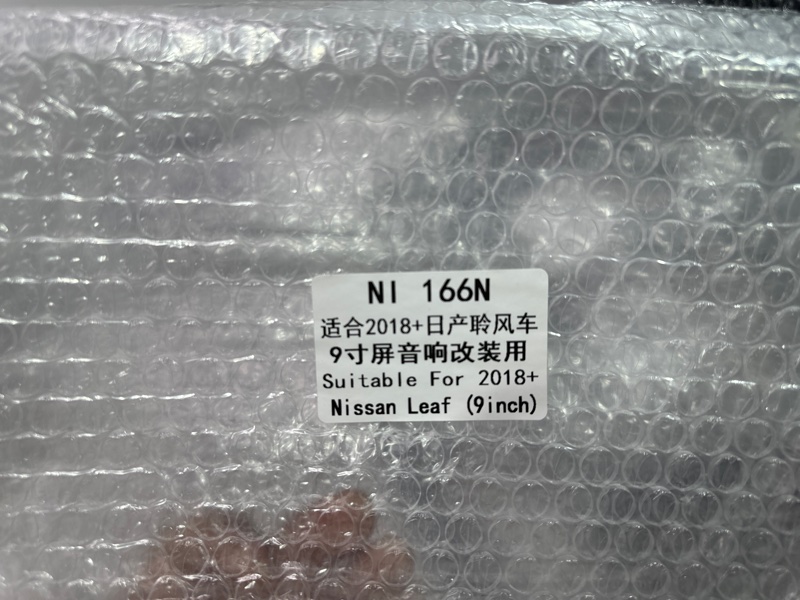 NI 166N
适合2018+日产聆风车
9寸屏音响改装用
Suitable For 2018+
Nissan Leaf (9inch)